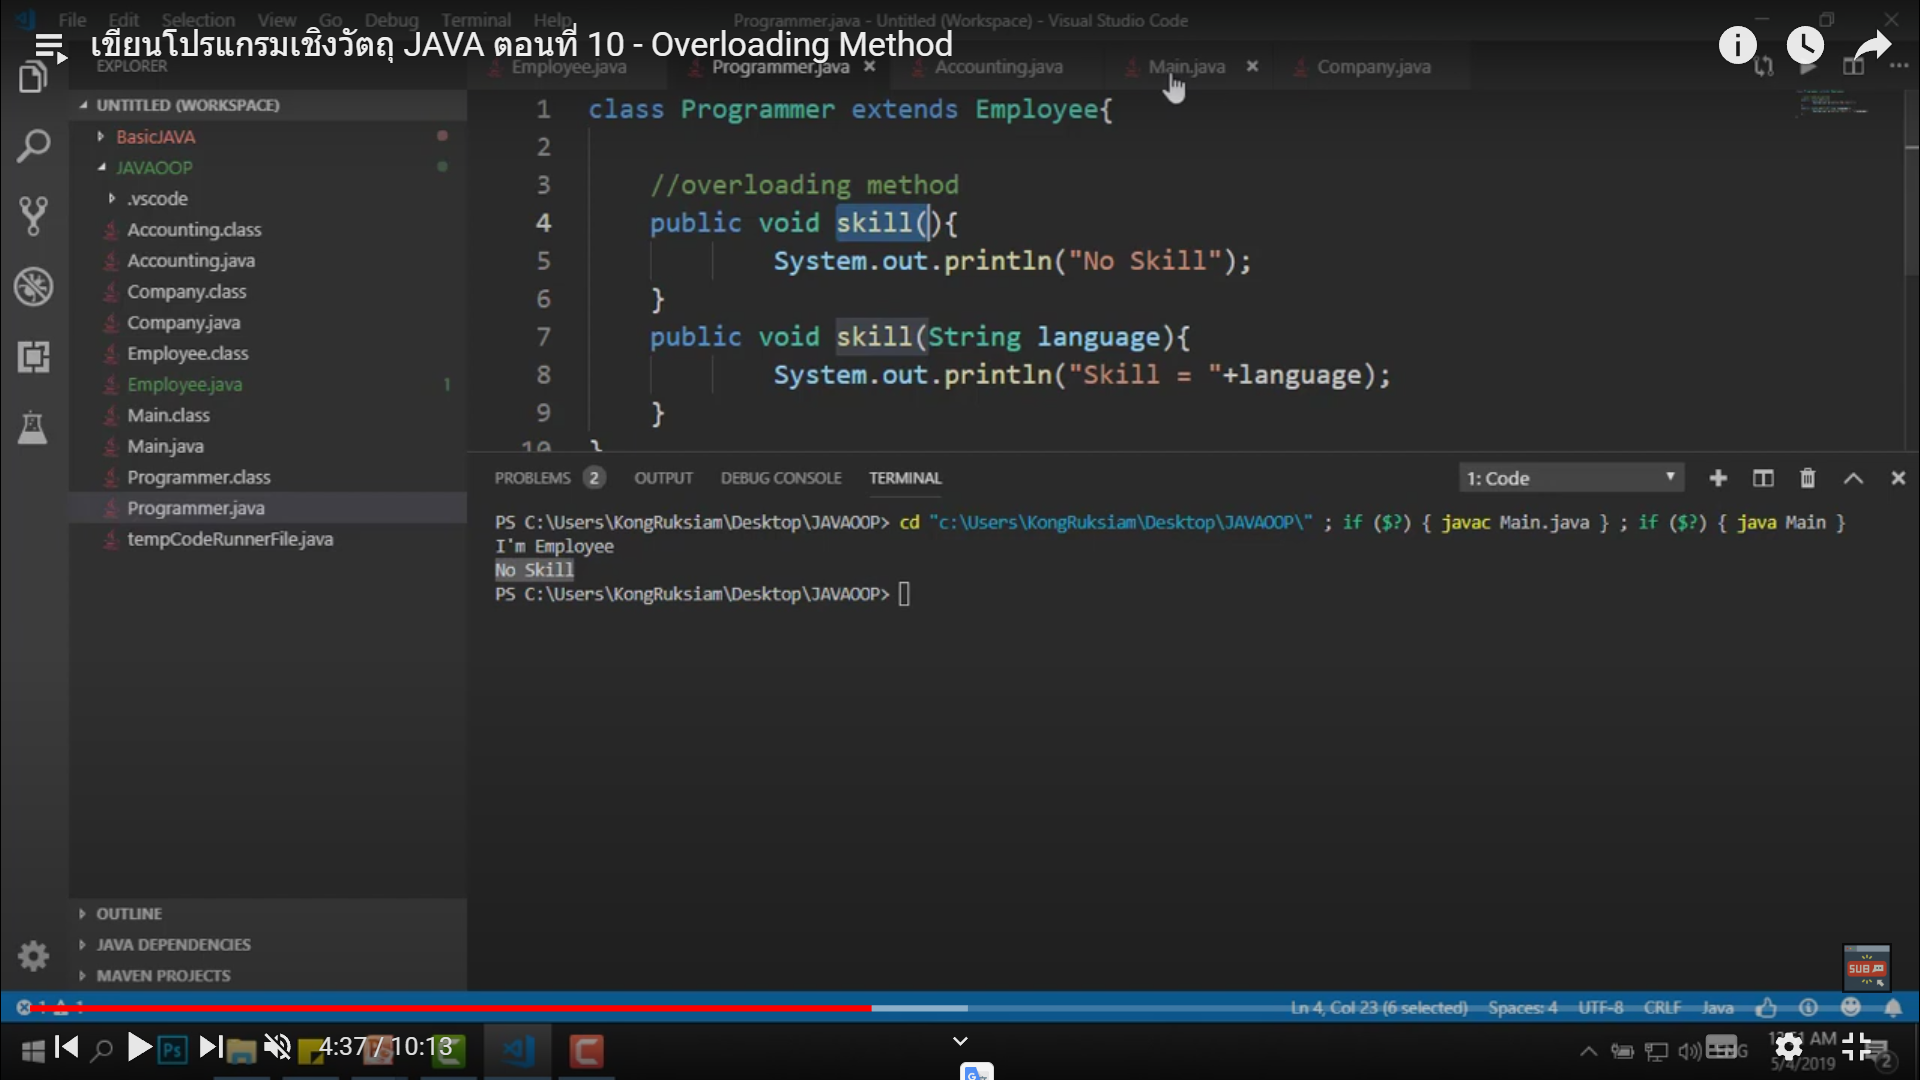 File Edit Selection View Go Debug Terminal Help
Programmer.java - Untitled (Workspace) - Visual Studio Code
เขียนโปรแกรมเชิงวัตถุ JAVA ตอนที่ 10 - Overloading Method
EXPLORER
Employee.java Programmer.java Accounting.java Main.java Company.java
UNTITLED (WORKSPACE)
BasicJAVA
JAVAOOP
.vscode
Accounting.class
Accounting.java
Company.class
Company.java
Employee.class
Employee.java 1
Main.class
Main.java
Programmer.class
Programmer.java
tempCodeRunnerFile.java
OUTLINE
JAVA DEPENDENCIES
MAVEN PROJECTS
1 class Programmer extends Employee{
2
3 //overloading method
4 public void skill(){
5 System.out.println("No Skill");
6 }
7 public void skill(String language){
8 System.out.println("Skill = "+language);
9 }
10 }
PROBLEMS 2 OUTPUT DEBUG CONSOLE TERMINAL 1: Code
PS C:\Users\KongRuksiam\Desktop\JAVAOOP> cd "c:\Users\KongRuksiam\Desktop\JAVAOOP\" ; if ($?) { javac Main.java } ; if ($?) { java Main }
I'm Employee
No Skill
PS C:\Users\KongRuksiam\Desktop\JAVAOOP>
SUB
Ln 4, Col 23 (6 selected) Spaces: 4 UTF-8 CRLF Java
Ps
4:37 / 10:13
AM
5/4/2019
2